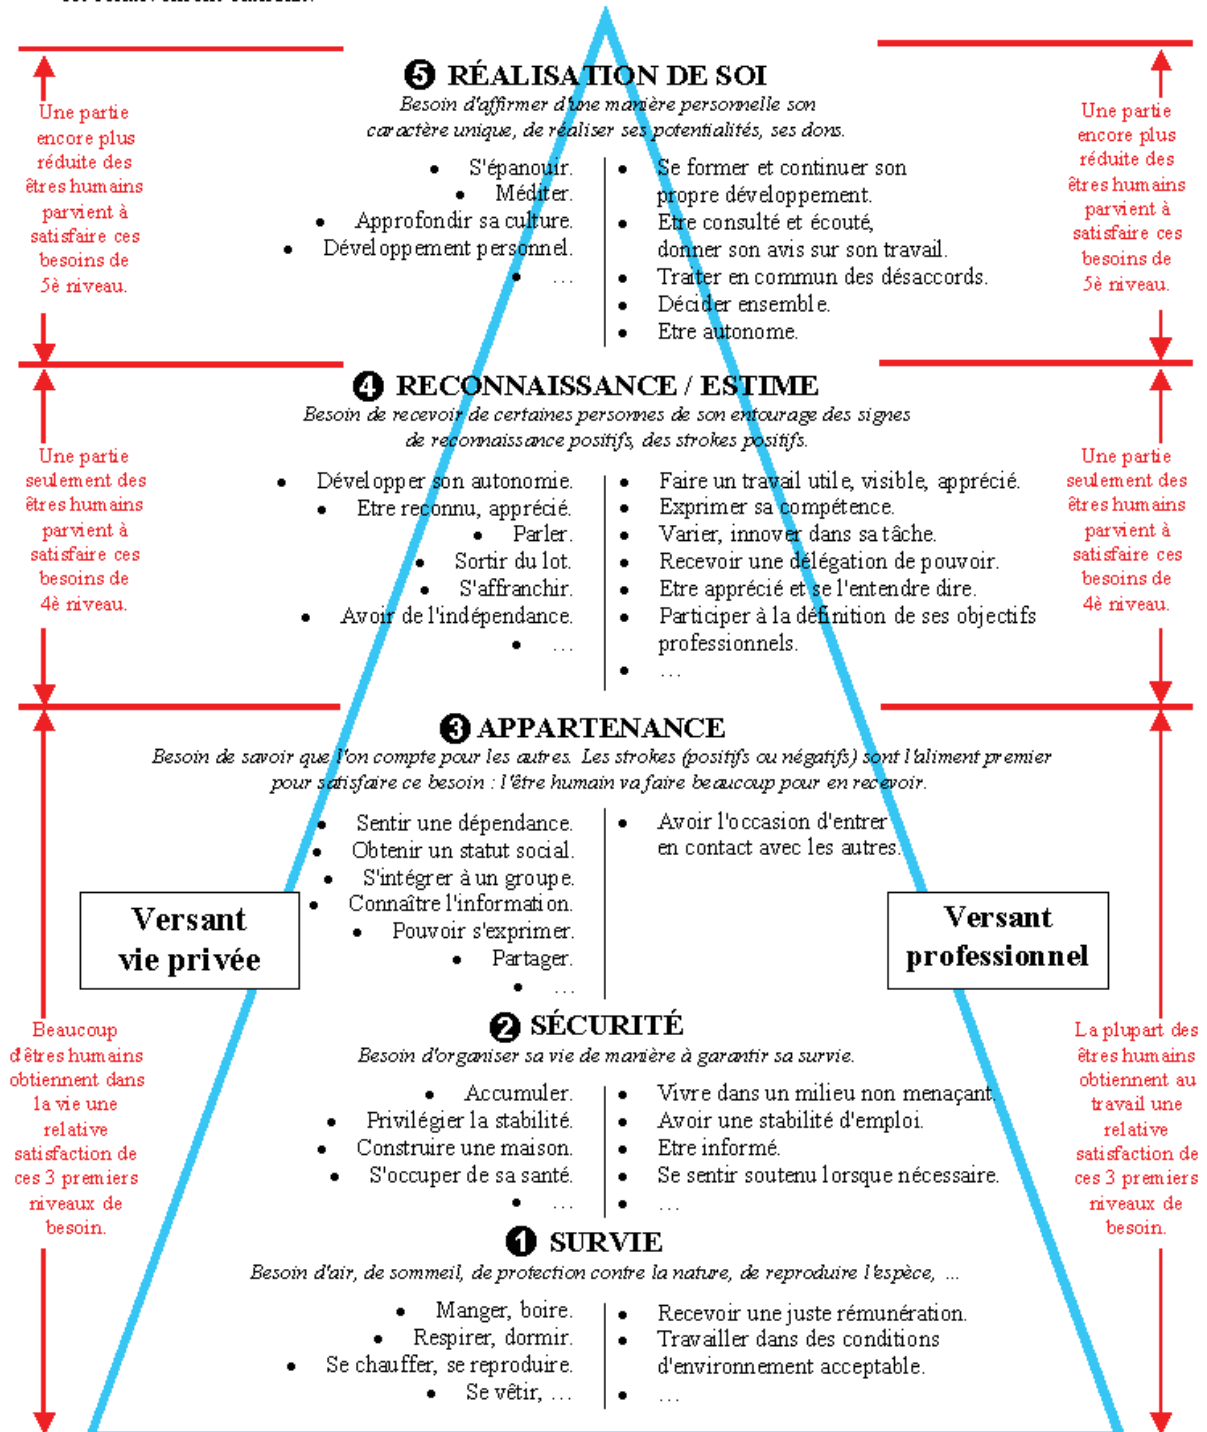 ❺ RÉALISATION DE SOI
Besoin d'affirmer d'une manière personnelle son
caractère unique, de réaliser ses potentialités, ses dons.
Une partie
encore plus
réduite des
êtres humains
parvient à
satisfaire ces
besoins de
5è niveau.
• S'épanouir.
• Méditer.
• Approfondir sa culture.
• Développement personnel.
• …
• Se former et continuer son
propre développement.
• Etre consulté et écouté,
donner son avis sur son travail.
• Traiter en commun des désaccords.
• Décider ensemble.
• Etre autonome.
Une partie
encore plus
réduite des
êtres humains
parvient à
satisfaire ces
besoins de
5è niveau.
❹ RECONNAISSANCE / ESTIME
Besoin de recevoir de certaines personnes de son entourage des signes
de reconnaissance positifs, des strokes positifs.
Une partie
seulement des
êtres humains
parvient à
satisfaire ces
besoins de
4è niveau.
• Développer son autonomie.
• Etre reconnu, apprécié.
• Parler.
• Sortir du lot.
• S'affranchir.
• Avoir de l'indépendance.
• …
• Faire un travail utile, visible, apprécié.
• Exprimer sa compétence.
• Varier, innover dans sa tâche.
• Recevoir une délégation de pouvoir.
• Etre apprécié et se l'entendre dire.
• Participer à la définition de ses objectifs
professionnels.
• …
Une partie
seulement des
êtres humains
parvient à
satisfaire ces
besoins de
4è niveau.
❸ APPARTENANCE
Besoin de savoir que l'on compte pour les autres. Les strokes (positifs ou négatifs) sont l'aliment premier
pour satisfaire ce besoin : l'être humain va faire beaucoup pour en recevoir.
• Sentir une dépendance.
• Obtenir un statut social.
• S'intégrer à un groupe.
• Connaître l'information.
• Pouvoir s'exprimer.
• Partager.
• …
• Avoir l'occasion d'entrer
en contact avec les autres.
Versant
vie privée
Versant
professionnel
❷ SÉCURITÉ
Besoin d'organiser sa vie de manière à garantir sa survie.
Beaucoup
d'êtres humains
obtiennent dans
la vie une
relative
satisfaction de
ces 3 premiers
niveaux de
besoin.
• Accumuler.
• Privilégier la stabilité.
• Construire une maison.
• S'occuper de sa santé.
• …
• Vivre dans un milieu non menaçant.
• Avoir une stabilité d'emploi.
• Etre informé.
• Se sentir soutenu lorsque nécessaire.
• …
La plupart des
êtres humains
obtiennent au
travail une
relative
satisfaction de
ces 3 premiers
niveaux de
besoin.
❶ SURVIE
Besoin d'air, de sommeil, de protection contre la nature, de reproduire l'espèce, …
• Manger, boire.
• Respirer, dormir.
• Se chauffer, se reproduire.
• Se vêtir, …
• Recevoir une juste rémunération.
• Travailler dans des conditions
d'environnement acceptable.
• …